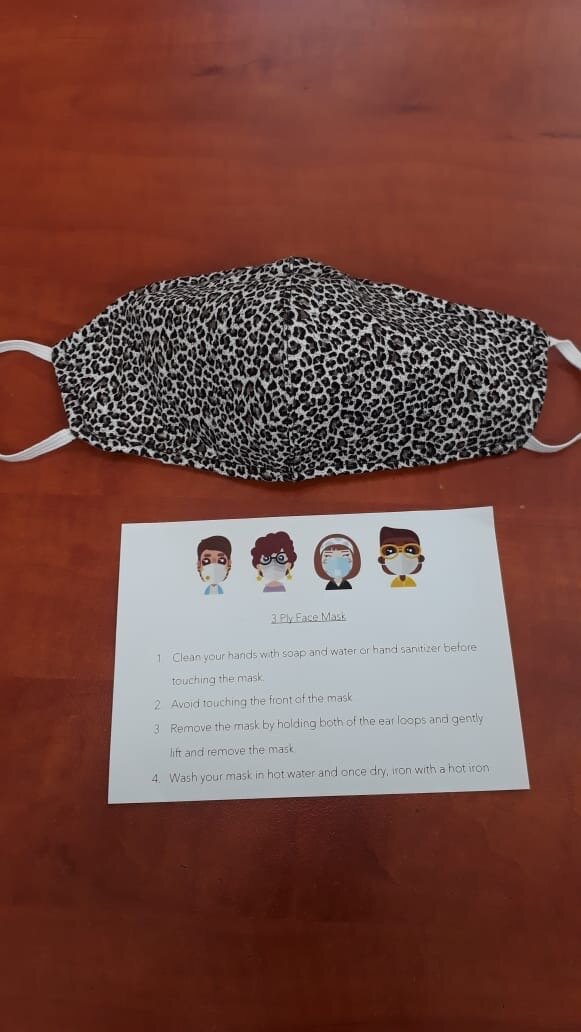 3 Ply Face Mask
1. Clean your hands with soap and water or hand sanitizer before
touching the mask.
2. Avoid touching the front of the mask
3. Remove the mask by holding both of the ear loops and gently
lift and remove the mask.
4. Wash your mask in hot water and once dry, iron with a hot iron